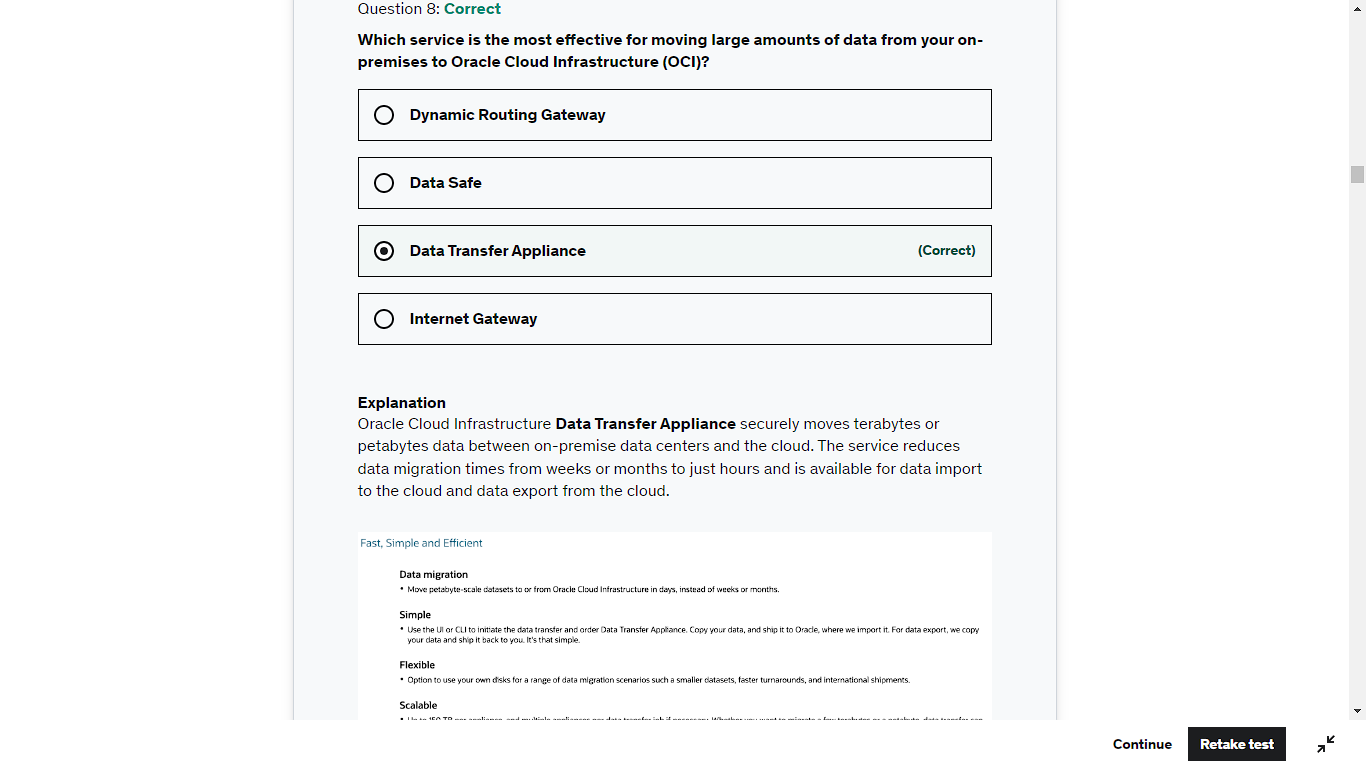 Question 8: Correct
Which service is the most effective for moving large amounts of data from your on-
premises to Oracle Cloud Infrastructure (OCI)?
Dynamic Routing Gateway
Data Safe
Data Transfer Appliance (Correct)
Internet Gateway
Explanation
Oracle Cloud Infrastructure Data Transfer Appliance securely moves terabytes or
petabytes data between on-premise data centers and the cloud. The service reduces
data migration times from weeks or months to just hours and is available for data import
to the cloud and data export from the cloud.
Fast, Simple and Efficient
Data migration
• Move petabyte-scale datasets to or from Oracle Cloud Infrastructure in days, instead of weeks or months.
Simple
• Use the UI or CLI to initiate the data transfer and order Data Transfer Appliance. Copy your data, and ship it to Oracle, where we import it. For data export, we copy
your data and ship it back to you. It's that simple.
Flexible
• Option to use your own disks for a range of data migration scenarios such a smaller datasets, faster turnarounds, and international shipments.
Scalable
Continue
Retake test